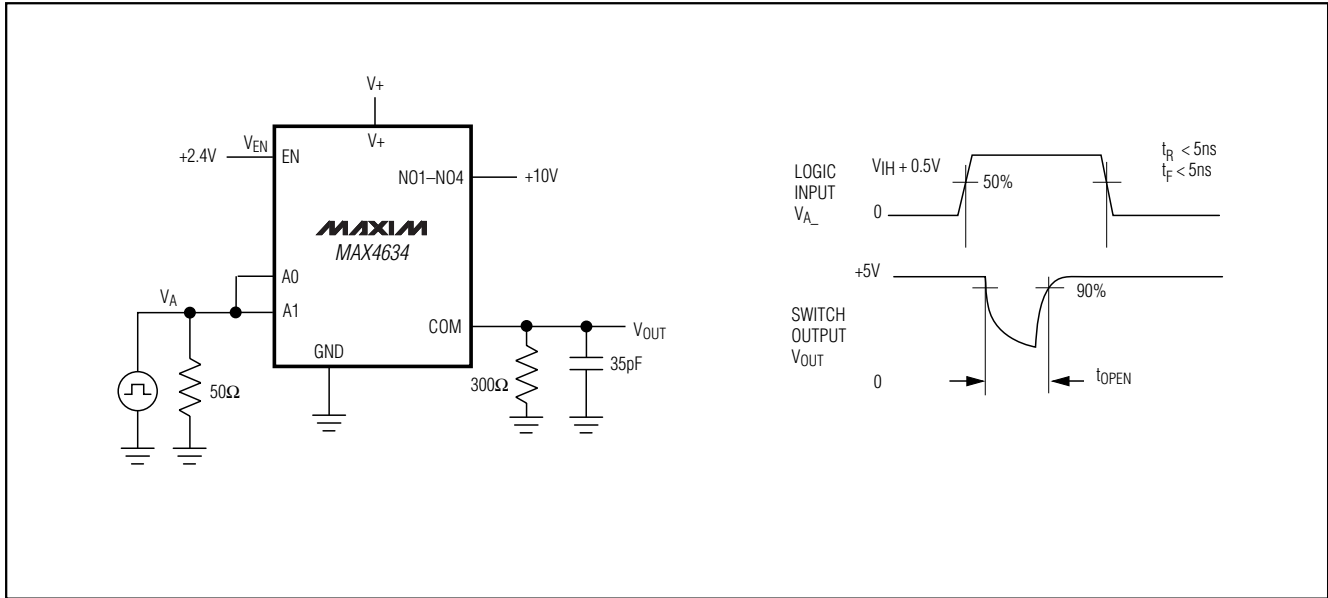 V+
V+
+2.4V
VEN
EN
NO1–NO4
+10V
MAXIM
MAX4634
A0
VA
A1
COM
VOUT
GND
50Ω
300Ω
35pF
LOGIC
INPUT
VA_
VIH + 0.5V
50%
0
tR < 5ns
tF < 5ns
+5V
90%
SWITCH
OUTPUT
VOUT
0
tOPEN